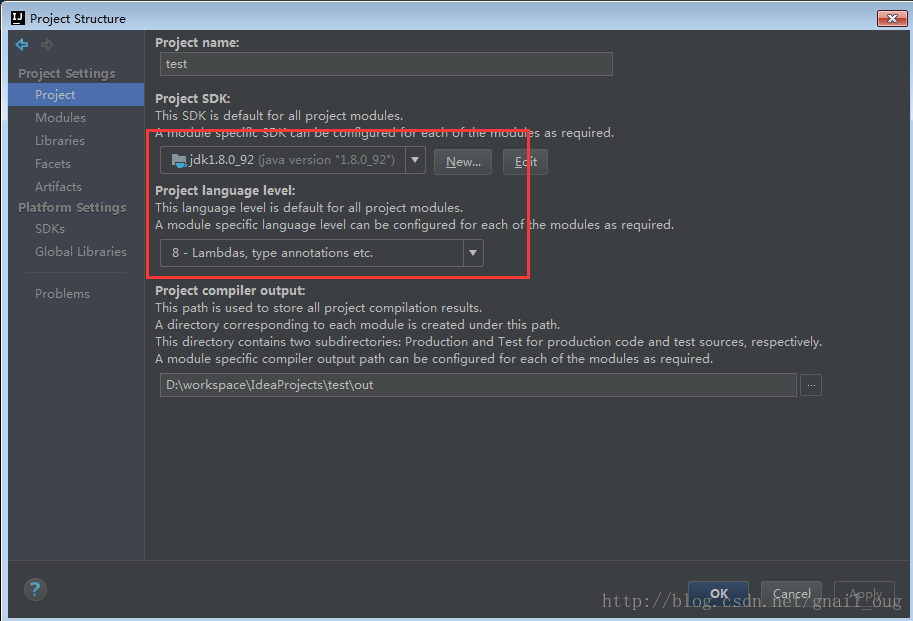 Project Structure
Project Settings
Project
Modules
Libraries
Facets
Artifacts
Platform Settings
SDKs
Global Libraries
Problems
Project name:
test
Project SDK:
This SDK is default for all project modules.
A module specific SDK can be configured for each of the modules as required.
jdk1.8.0_92 (java version "1.8.0_92") New... Edit
Project language level:
This language level is default for all project modules.
A module specific language level can be configured for each of the modules as required.
8 - Lambdas, type annotations etc.
Project compiler output:
This path is used to store all project compilation results.
A directory corresponding to each module is created under this path.
This directory contains two subdirectories: Production and Test for production code and test sources, respectively.
A module specific compiler output path can be configured for each of the modules as required.
D:\workspace\IdeaProjects\test\out ...
? OK Cancel Apply
http://blog.csdn.net/gnail_oug